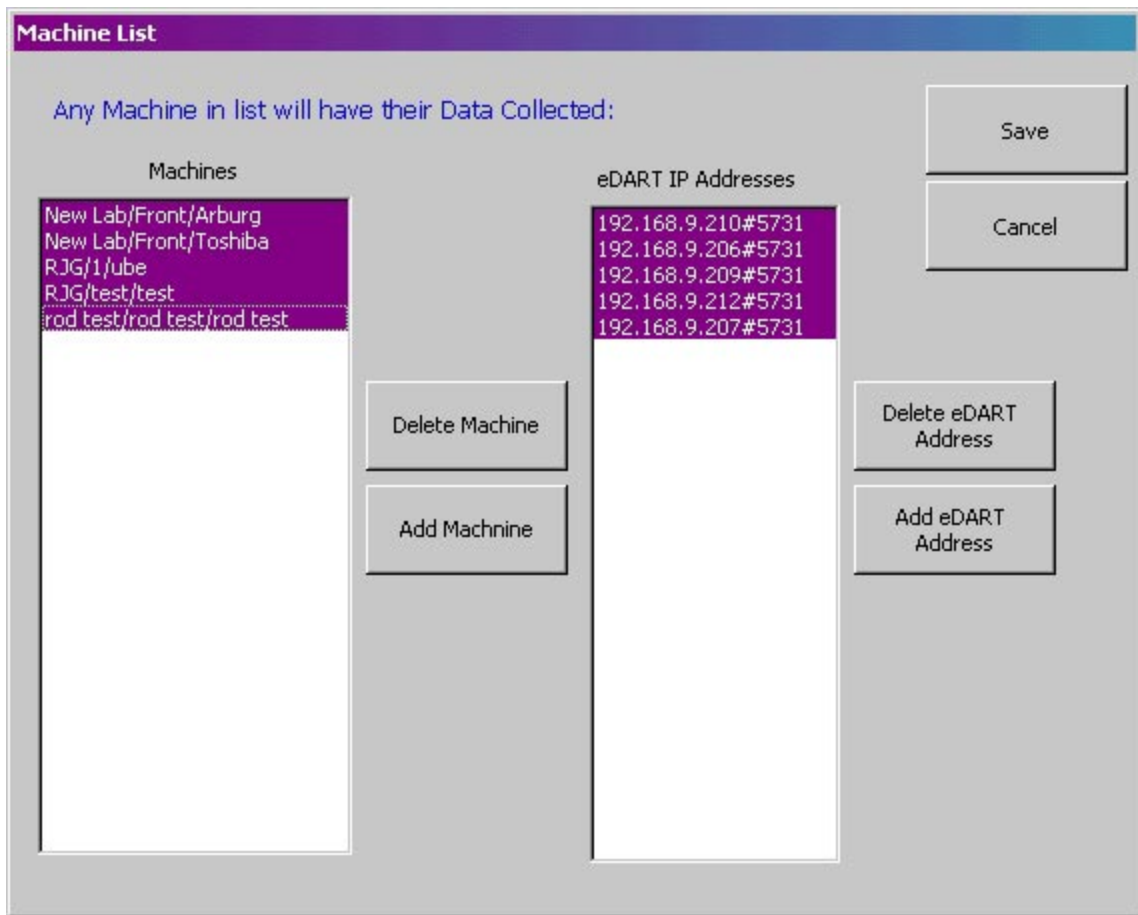 Machine List
Any Machine in list will have their Data Collected:
Save
Cancel
Machines
New Lab/Front/Arburg
New Lab/Front/Toshiba
RJG/1/ube
RJG/test/test
rod test/rod test/rod test
Delete Machine
Add Machnine
eDART IP Addresses
192.168.9.210#5731
192.168.9.206#5731
192.168.9.209#5731
192.168.9.212#5731
192.168.9.207#5731
Delete eDART
Address
Add eDART
Address